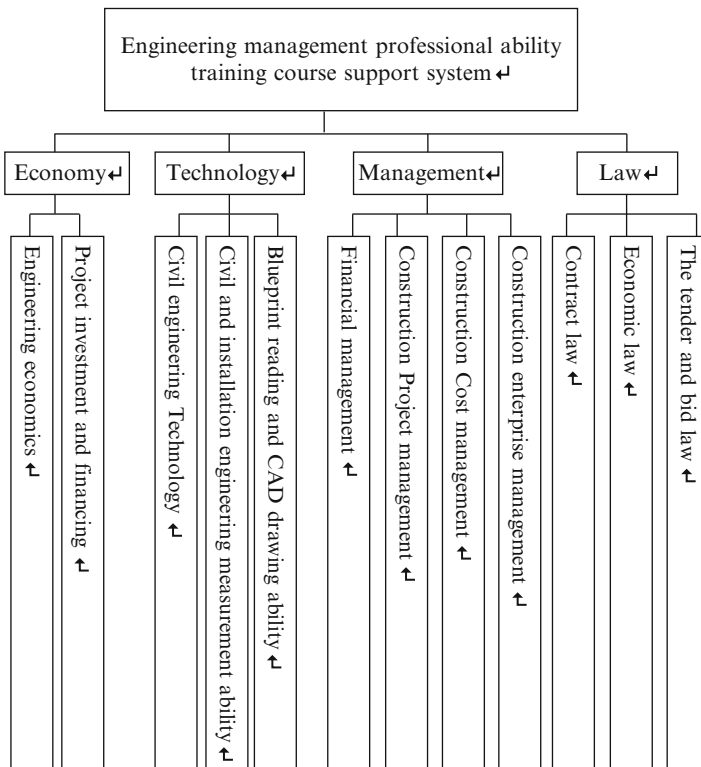 Engineering management professional ability
training course support system ↵
Economy↵
Technology↵
Management↵
Law↵
Engineering economics ↵
Project investment and financing ↵
Civil engineering Technology ↵
Civil and installation engineering measurement ability↵
Blueprint reading and CAD drawing ability↵
Financial management ↵
Construction Project management ↵
Construction Cost management ↵
Construction enterprise management ↵
Contract law ↵
Economic law↵
The tender and bid law ↵